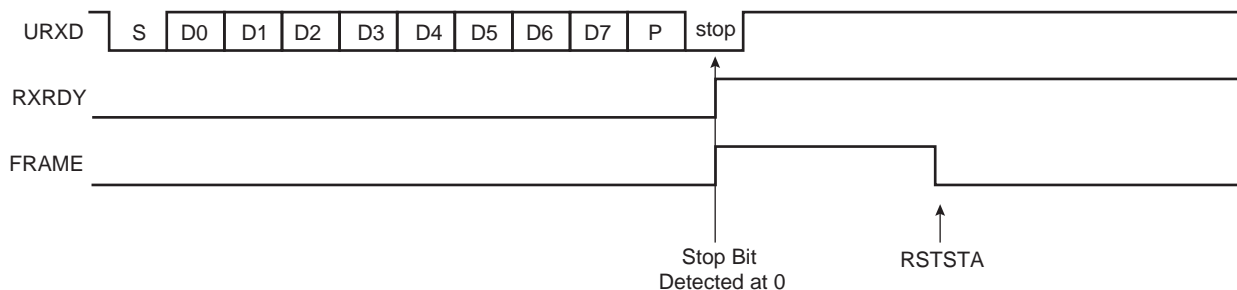 URXD S D0 D1 D2 D3 D4 D5 D6 D7 P stop
RXRDY
FRAME
Stop Bit
Detected at 0
RSTSTA